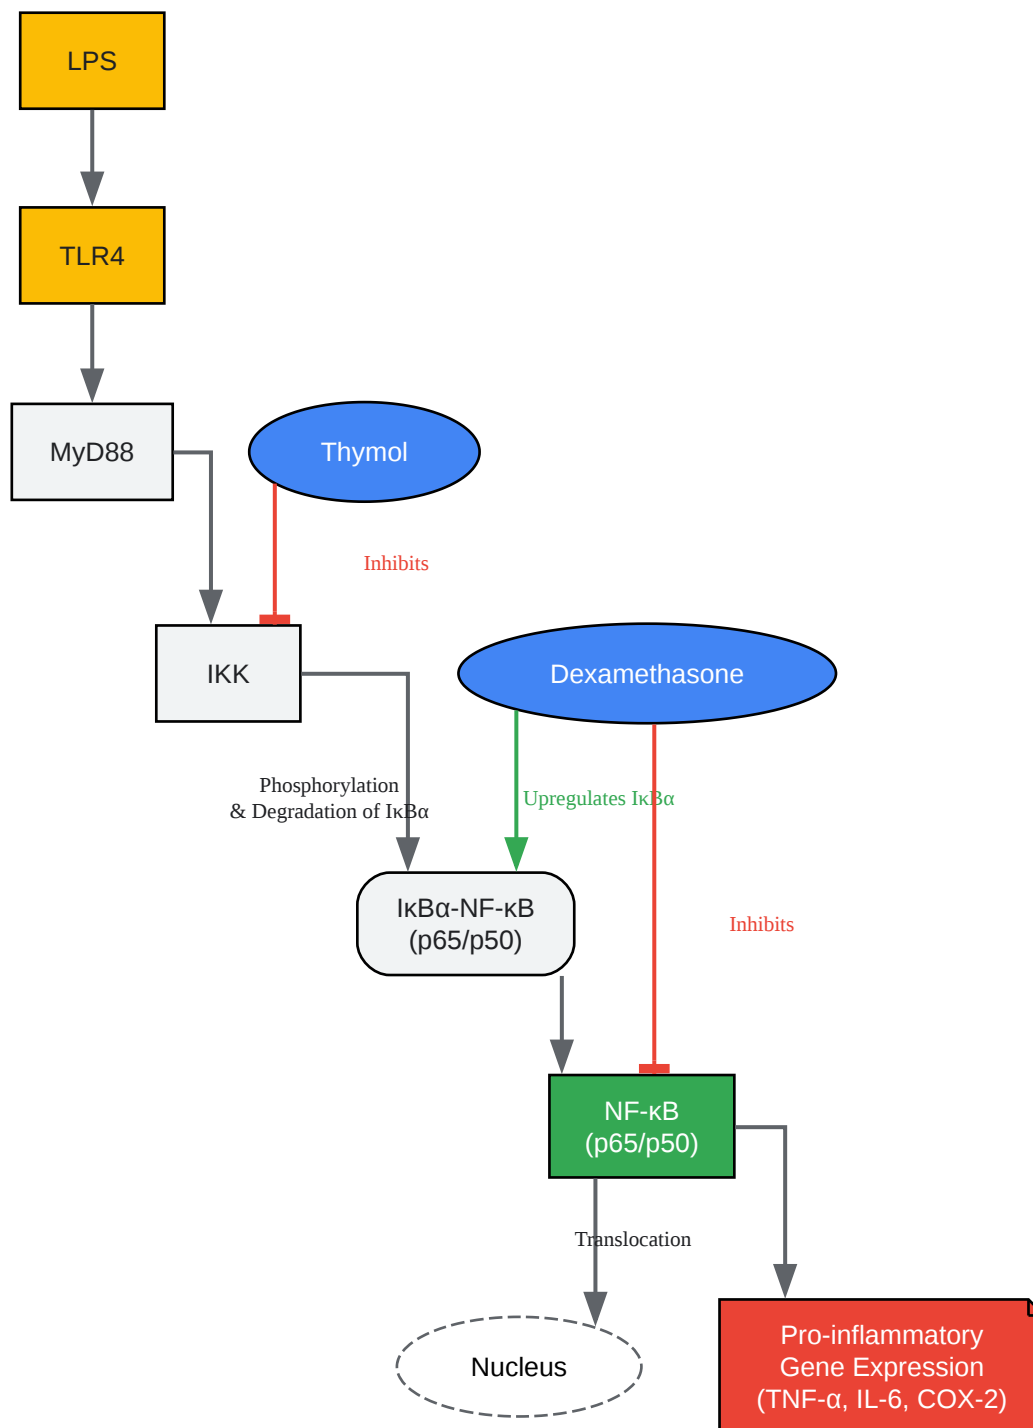 LPS
TLR4
MyD88
Thymol
Inhibits
IKK
Dexamethasone
Phosphorylation
& Degradation of IκBα
Upregulates IκBα
IκBα-NF-κB
(p65/p50)
Inhibits
NF-κB
(p65/p50)
Translocation
Nucleus
Pro-inflammatory
Gene Expression
(TNF-α, IL-6, COX-2)